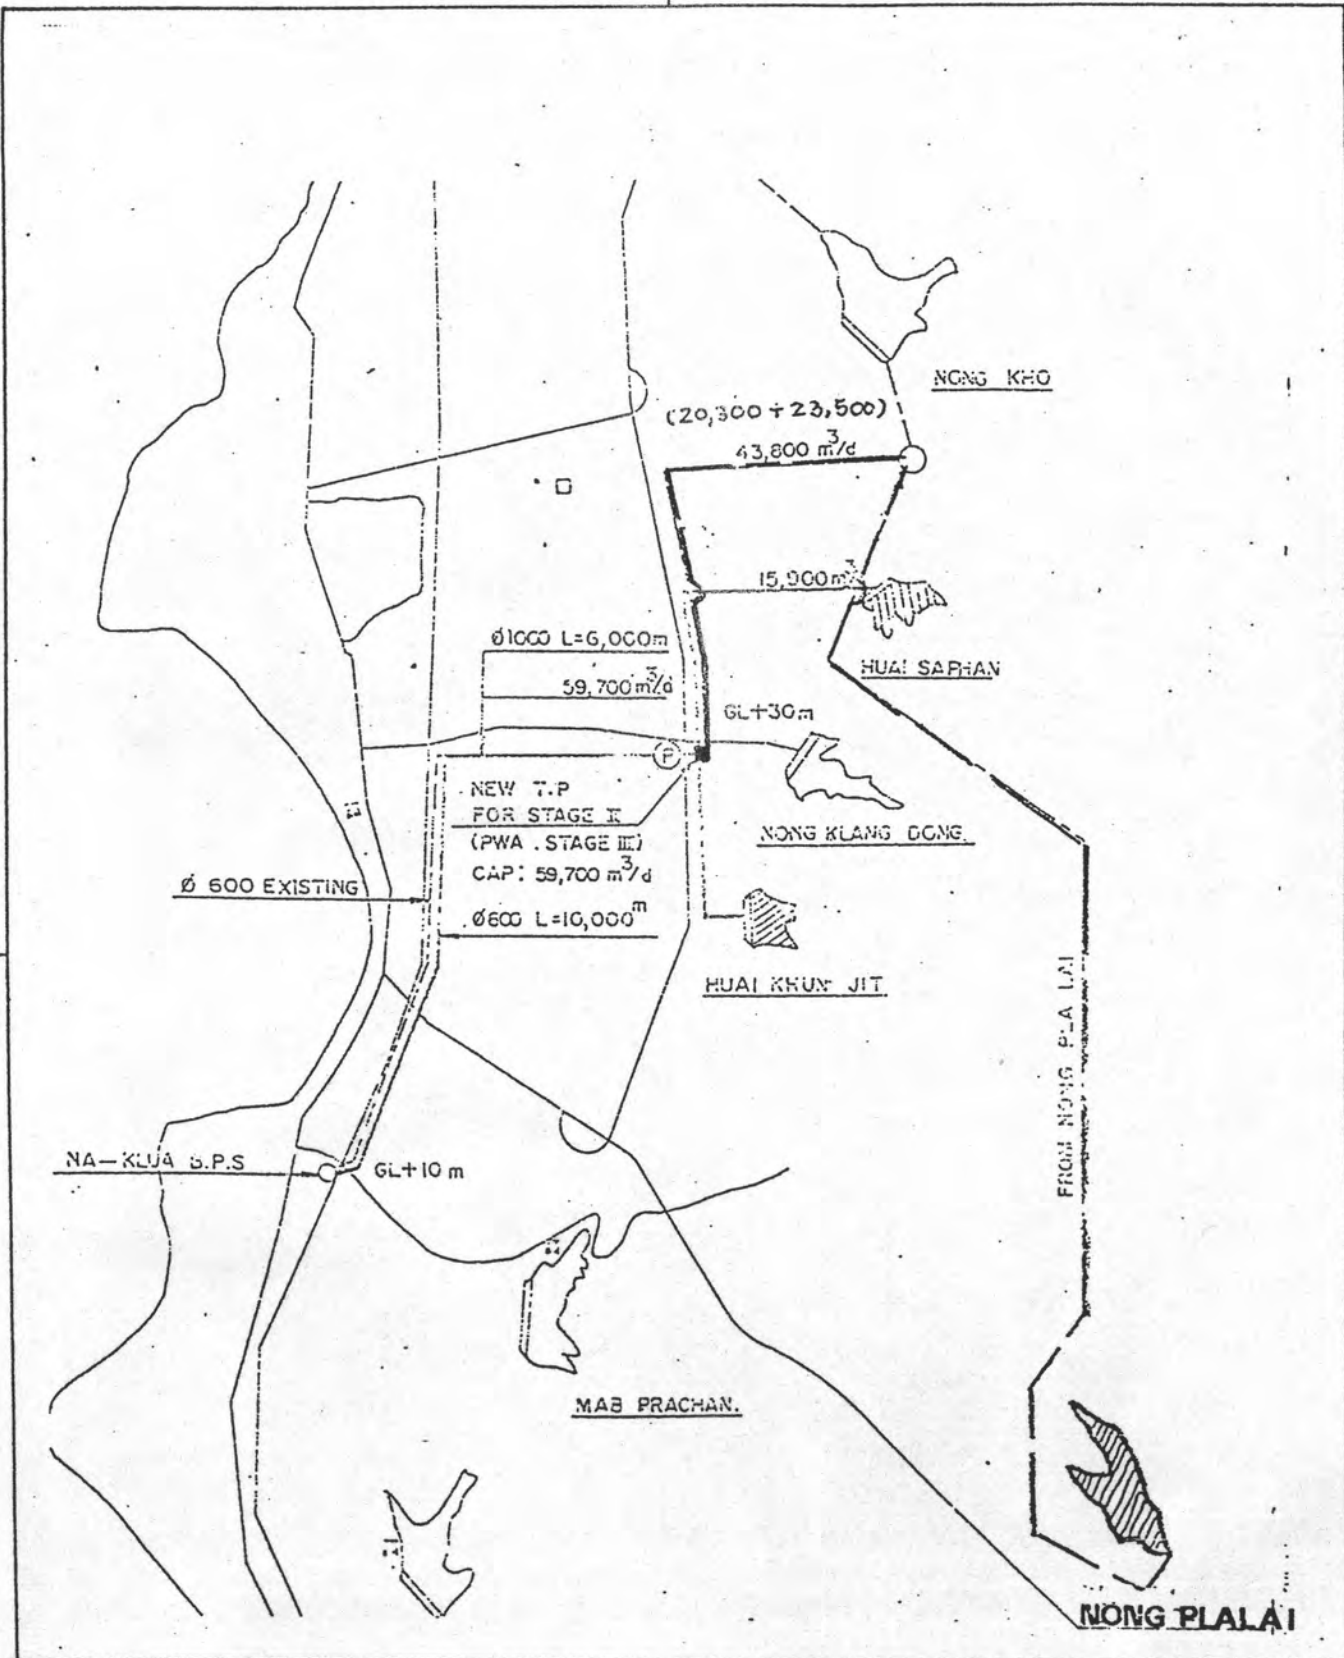 NONG KHO
(20,300 + 23,500)
43,800 m³/d
15,900 m³
Ø1000 L=6,000m
59,700 m³/d
HUAI SAPHAN
GL+30m
P
NEW T.P
FOR STAGE II
(PWA . STAGE III)
CAP: 59,700 m³/d
NONG KLANG DONG.
Ø 600 EXISTING
Ø800 L=10,000 m
HUAI KHUN JIT
FROM NONG PLA LAI
NA-KLUA B.P.S
GL+10 m
MAB PRACHAN.
NONG PLALAI